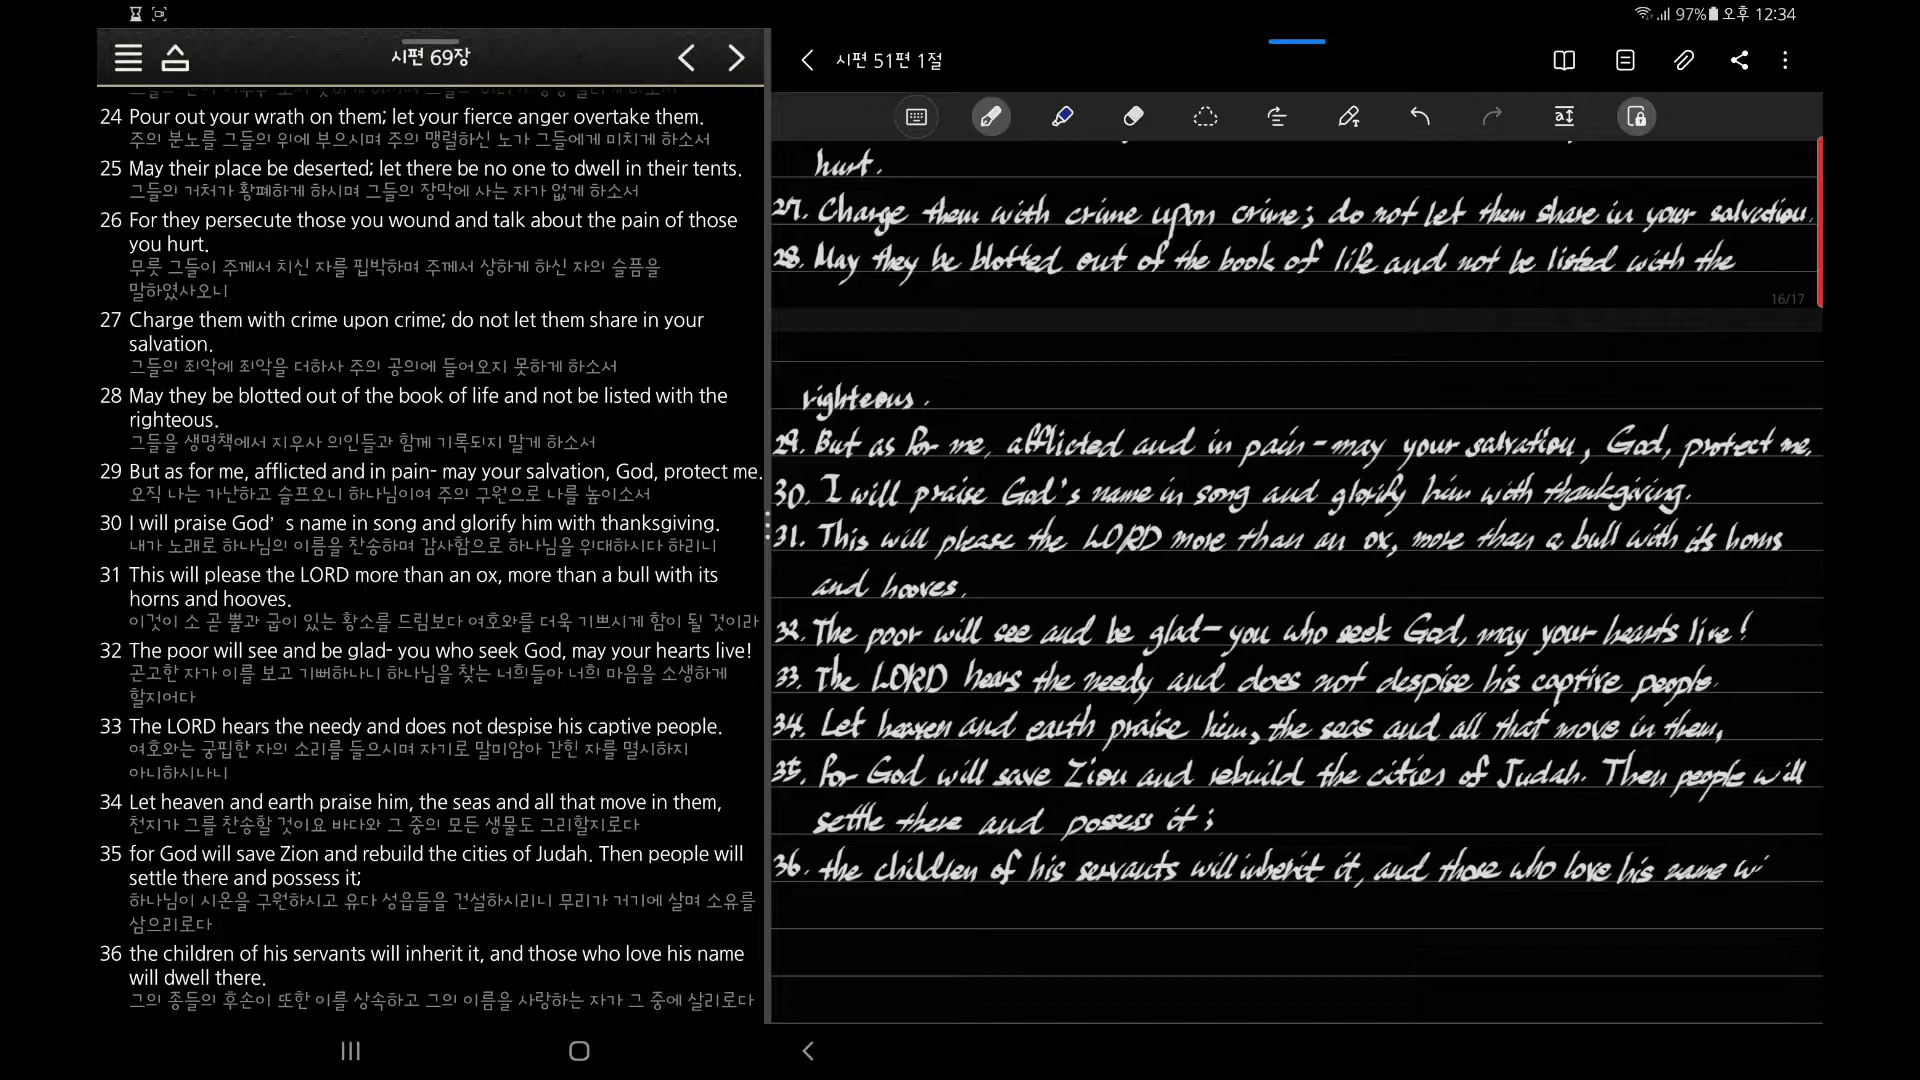 97% 오후 12:34
시편 69장
24 Pour out your wrath on them; let your fierce anger overtake them.
주의 분노를 그들의 위에 부으시며 주의 맹렬하신 노가 그들에게 미치게 하소서
25 May their place be deserted; let there be no one to dwell in their tents.
그들의 거처가 황폐하게 하시며 그들의 장막에 사는 자가 없게 하소서
26 For they persecute those you wound and talk about the pain of those
you hurt.
무릇 그들이 주께서 치신 자를 핍박하며 주께서 상하게 하신 자의 슬픔을
말하였사오니
27 Charge them with crime upon crime; do not let them share in your
salvation.
그들의 죄악에 죄악을 더하사 주의 공의에 들어오지 못하게 하소서
28 May they be blotted out of the book of life and not be listed with the
righteous.
그들을 생명책에서 지우사 의인들과 함께 기록되지 말게 하소서
29 But as for me, afflicted and in pain- may your salvation, God, protect me.
오직 나는 가난하고 슬프오니 하나님이여 주의 구원으로 나를 높이소서
30 I will praise God’s name in song and glorify him with thanksgiving.
내가 노래로 하나님의 이름을 찬송하며 감사함으로 하나님을 위대하시다 하리니
31 This will please the LORD more than an ox, more than a bull with its
horns and hooves.
이것이 소 곧 뿔과 굽이 있는 황소를 드림보다 여호와를 더욱 기쁘시게 함이 될 것이라
32 The poor will see and be glad- you who seek God, may your hearts live!
곤고한 자가 이를 보고 기뻐하나니 하나님을 찾는 너희들아 너희 마음을 소생하게
할지어다
33 The LORD hears the needy and does not despise his captive people.
여호와는 궁핍한 자의 소리를 들으시며 자기로 말미암아 갇힌 자를 멸시하지
아니하시나니
34 Let heaven and earth praise him, the seas and all that move in them,
천지가 그를 찬송할 것이요 바다와 그 중의 모든 생물도 그리할지로다
35 for God will save Zion and rebuild the cities of Judah. Then people will
settle there and possess it;
하나님이 시온을 구원하시고 유다 성읍들을 건설하시리니 무리가 거기에 살며 소유를
삼으리로다
36 the children of his servants will inherit it, and those who love his name
will dwell there.
그의 종들의 후손이 또한 이를 상속하고 그의 이름을 사랑하는 자가 그 중에 살리로다
시편 51편 1절
hurt.
27. Charge them with crime upon crime; do not let them share in your salvation.
28. May they be blotted out of the book of life and not be listed with the
16/17
righteous.
29. But as for me, afflicted and in pain - may your salvation, God, protect me.
30. I will praise God's name in song and glorify him with thanksgiving.
31. This will please the LORD more than an ox, more than a bull with its horns
and hooves.
32. The poor will see and be glad - you who seek God, may your hearts live!
33. The LORD hears the needy and does not despise his captive people.
34. Let heaven and earth praise him, the seas and all that move in them,
35. for God will save Zion and rebuild the cities of Judah. Then people will
settle there and possess it;
36. the children of his servants will inherit it, and those who love his name wi